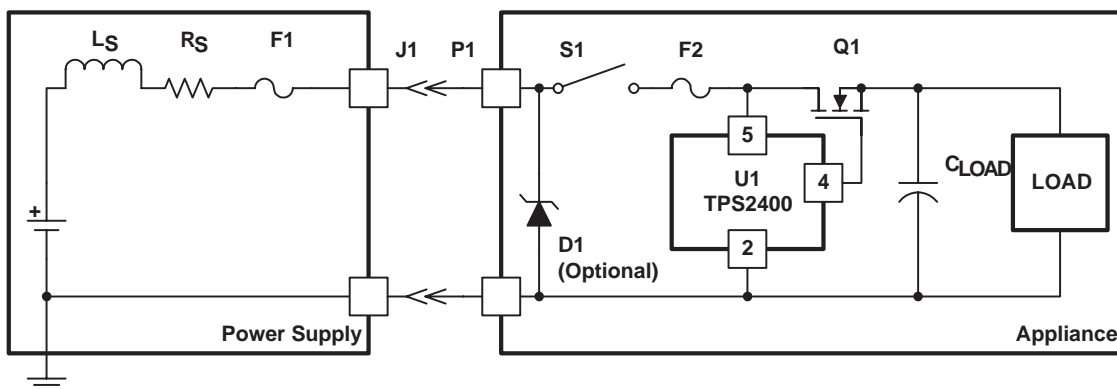 LS
RS
F1
J1
P1
S1
F2
Q1
+
5
U1
TPS2400
4
2
D1
(Optional)
CLOAD
LOAD
Power Supply
Appliance